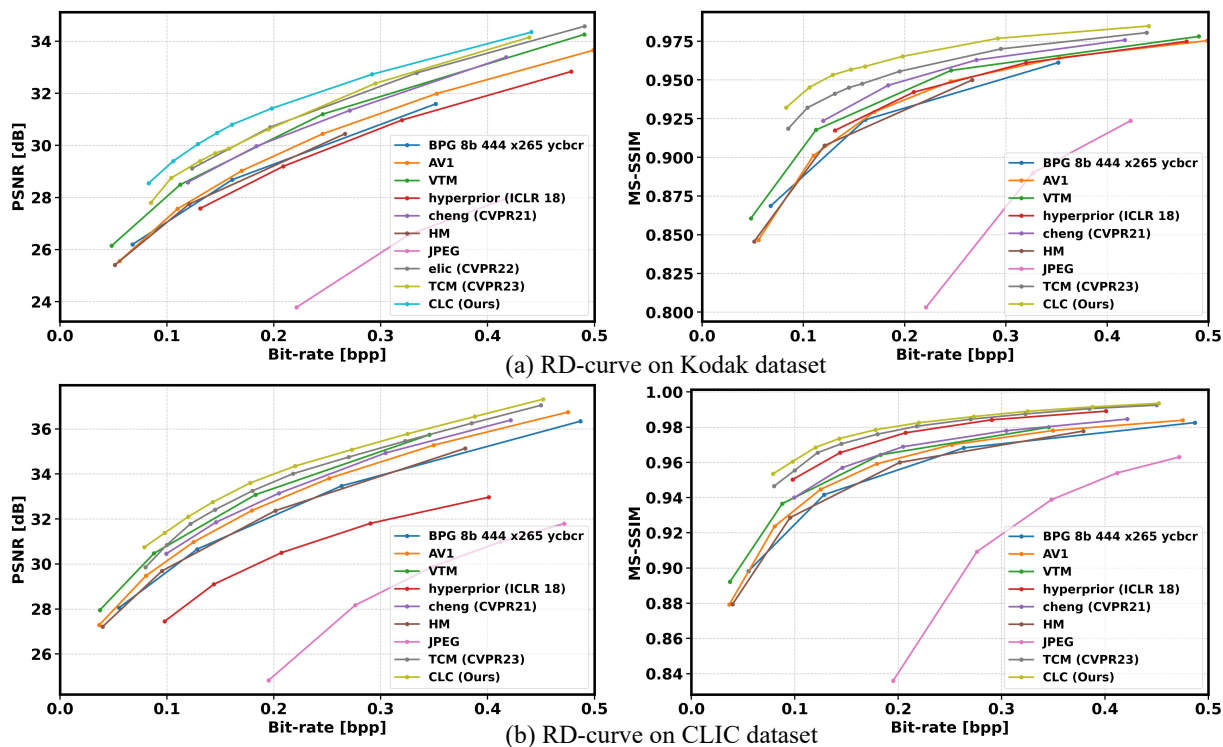 34
32
30
28
26
24
PSNR [dB]
0.0 0.1 0.2 0.3 0.4 0.5
Bit-rate [bpp]
BPG 8b 444 x265 ycbcr
AV1
VTM
hyperprior (ICLR 18)
cheng (CVPR21)
HM
JPEG
elic (CVPR22)
TCM (CVPR23)
CLC (Ours)
0.975
0.950
0.925
0.900
0.875
0.850
0.825
0.800
MS-SSIM
0.0 0.1 0.2 0.3 0.4 0.5
Bit-rate [bpp]
BPG 8b 444 x265 ycbcr
AV1
VTM
hyperprior (ICLR 18)
cheng (CVPR21)
HM
JPEG
TCM (CVPR23)
CLC (Ours)
(a) RD-curve on Kodak dataset
36
34
32
30
28
26
PSNR [dB]
0.0 0.1 0.2 0.3 0.4 0.5
Bit-rate [bpp]
BPG 8b 444 x265 ycbcr
AV1
VTM
hyperprior (ICLR 18)
cheng (CVPR21)
HM
JPEG
TCM (CVPR23)
CLC (Ours)
1.00
0.98
0.96
0.94
0.92
0.90
0.88
0.86
0.84
MS-SSIM
0.0 0.1 0.2 0.3 0.4 0.5
Bit-rate [bpp]
BPG 8b 444 x265 ycbcr
AV1
VTM
hyperprior (ICLR 18)
cheng (CVPR21)
HM
JPEG
TCM (CVPR23)
CLC (Ours)
(b) RD-curve on CLIC dataset